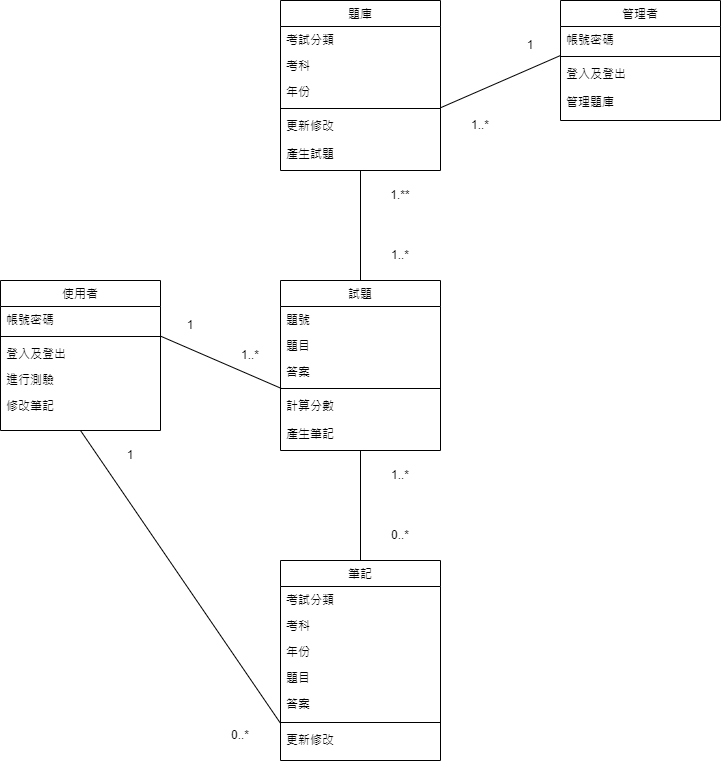 題庫
考試分類
考科
年份
更新修改
產生試題
管理者
帳號密碼
登入及登出
管理題庫
1
1..*
1.**
1..*
使用者
帳號密碼
登入及登出
進行測驗
修改筆記
1
1..*
試題
題號
題目
答案
計算分數
產生筆記
1
1..*
0..*
筆記
考試分類
考科
年份
題目
答案
更新修改
0..*